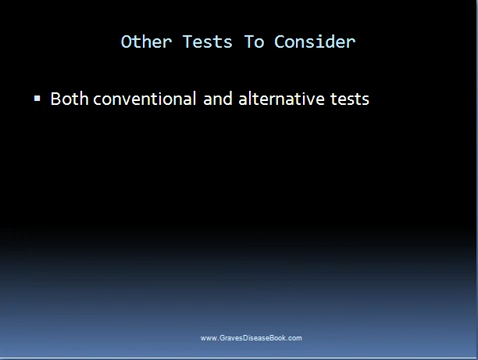 Other Tests To Consider
Both conventional and alternative tests
www.GravesDiseaseBook.com